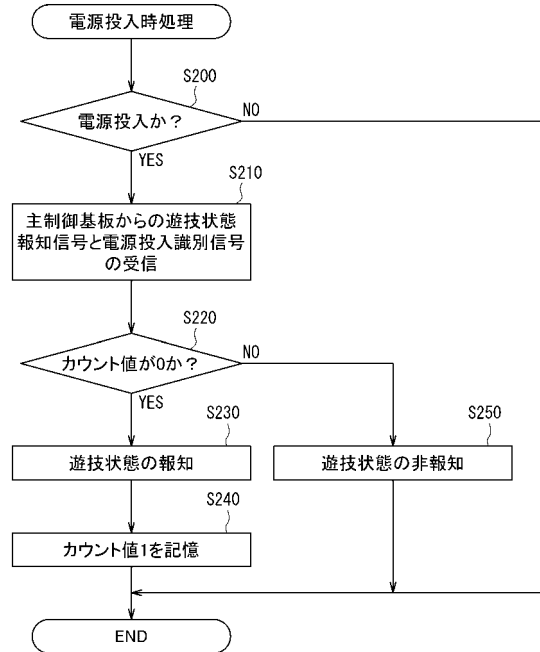 電源投入時処理
S200
電源投入か？
NO
YES
S210
主制御基板からの遊技状態
報知信号と電源投入識別信号
の受信
S220
カウント値が0か？
NO
YES
S230
遊技状態の報知
S250
遊技状態の非報知
S240
カウント値1を記憶
END